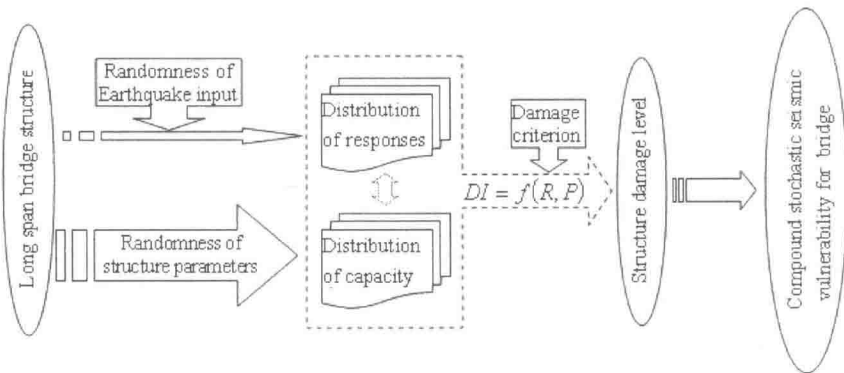 Long span bridge structure
Randomness of
Earthquake input
Randomness of
structure parameters
Distribution
of responses
Distribution
of capacity
Damage
criterion
DI = f(R, P)
Structure damage level
Compound stochastic seismic
vulnerability for bridge